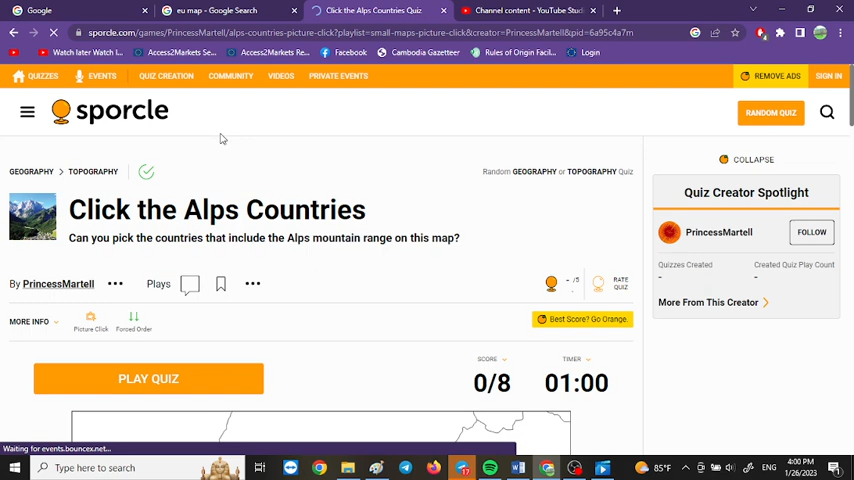 Google
eu map - Google Search
Click the Alps Countries Quiz
Channel content - YouTube Studi
sporcle.com/games/PrincessMartell/alps-countries-picture-click?playlist=small-maps-picture-click&creator=PrincessMartell&pid=6a95c4a7m
Watch later Watch l...
Access2Markets Se...
Access2Markets Re...
Facebook
Cambodia Gazetteer
Rules of Origin Facil...
Login
QUIZZES
EVENTS
QUIZ CREATION
COMMUNITY
VIDEOS
PRIVATE EVENTS
REMOVE ADS
SIGN IN
sporcle
RANDOM QUIZ
COLLAPSE
GEOGRAPHY
TOPOGRAPHY
Random GEOGRAPHY or TOPOGRAPHY Quiz
Quiz Creator Spotlight
Click the Alps Countries
PrincessMartell
FOLLOW
Can you pick the countries that include the Alps mountain range on this map?
Quizzes Created
Created Quiz Play Count
-
-
By PrincessMartell
Plays
- /5
RATE QUIZ
More From This Creator
MORE INFO
Picture Click
Forced Order
Best Score? Go Orange.
SCORE
TIMER
PLAY QUIZ
0/8
01:00
Waiting for events.bouncex.net...
Type here to search
17
85°F
ENG
4:00 PM
1/26/2023